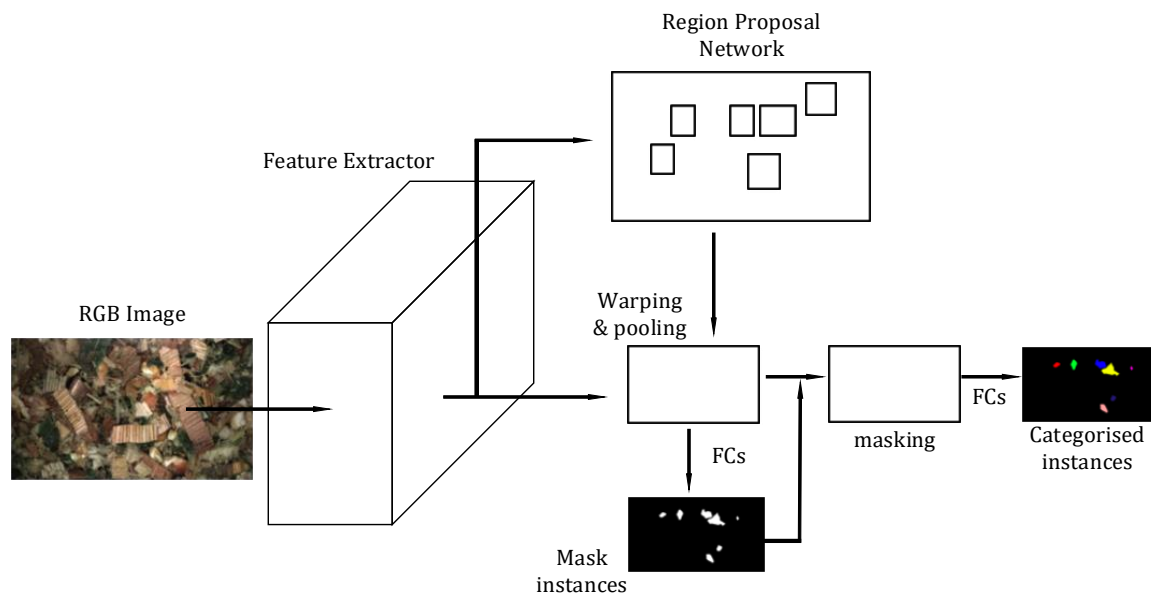 Region Proposal
Network
Feature Extractor
RGB Image
Warping
& pooling
FCs
masking
FCs
Categorised
instances
Mask
instances